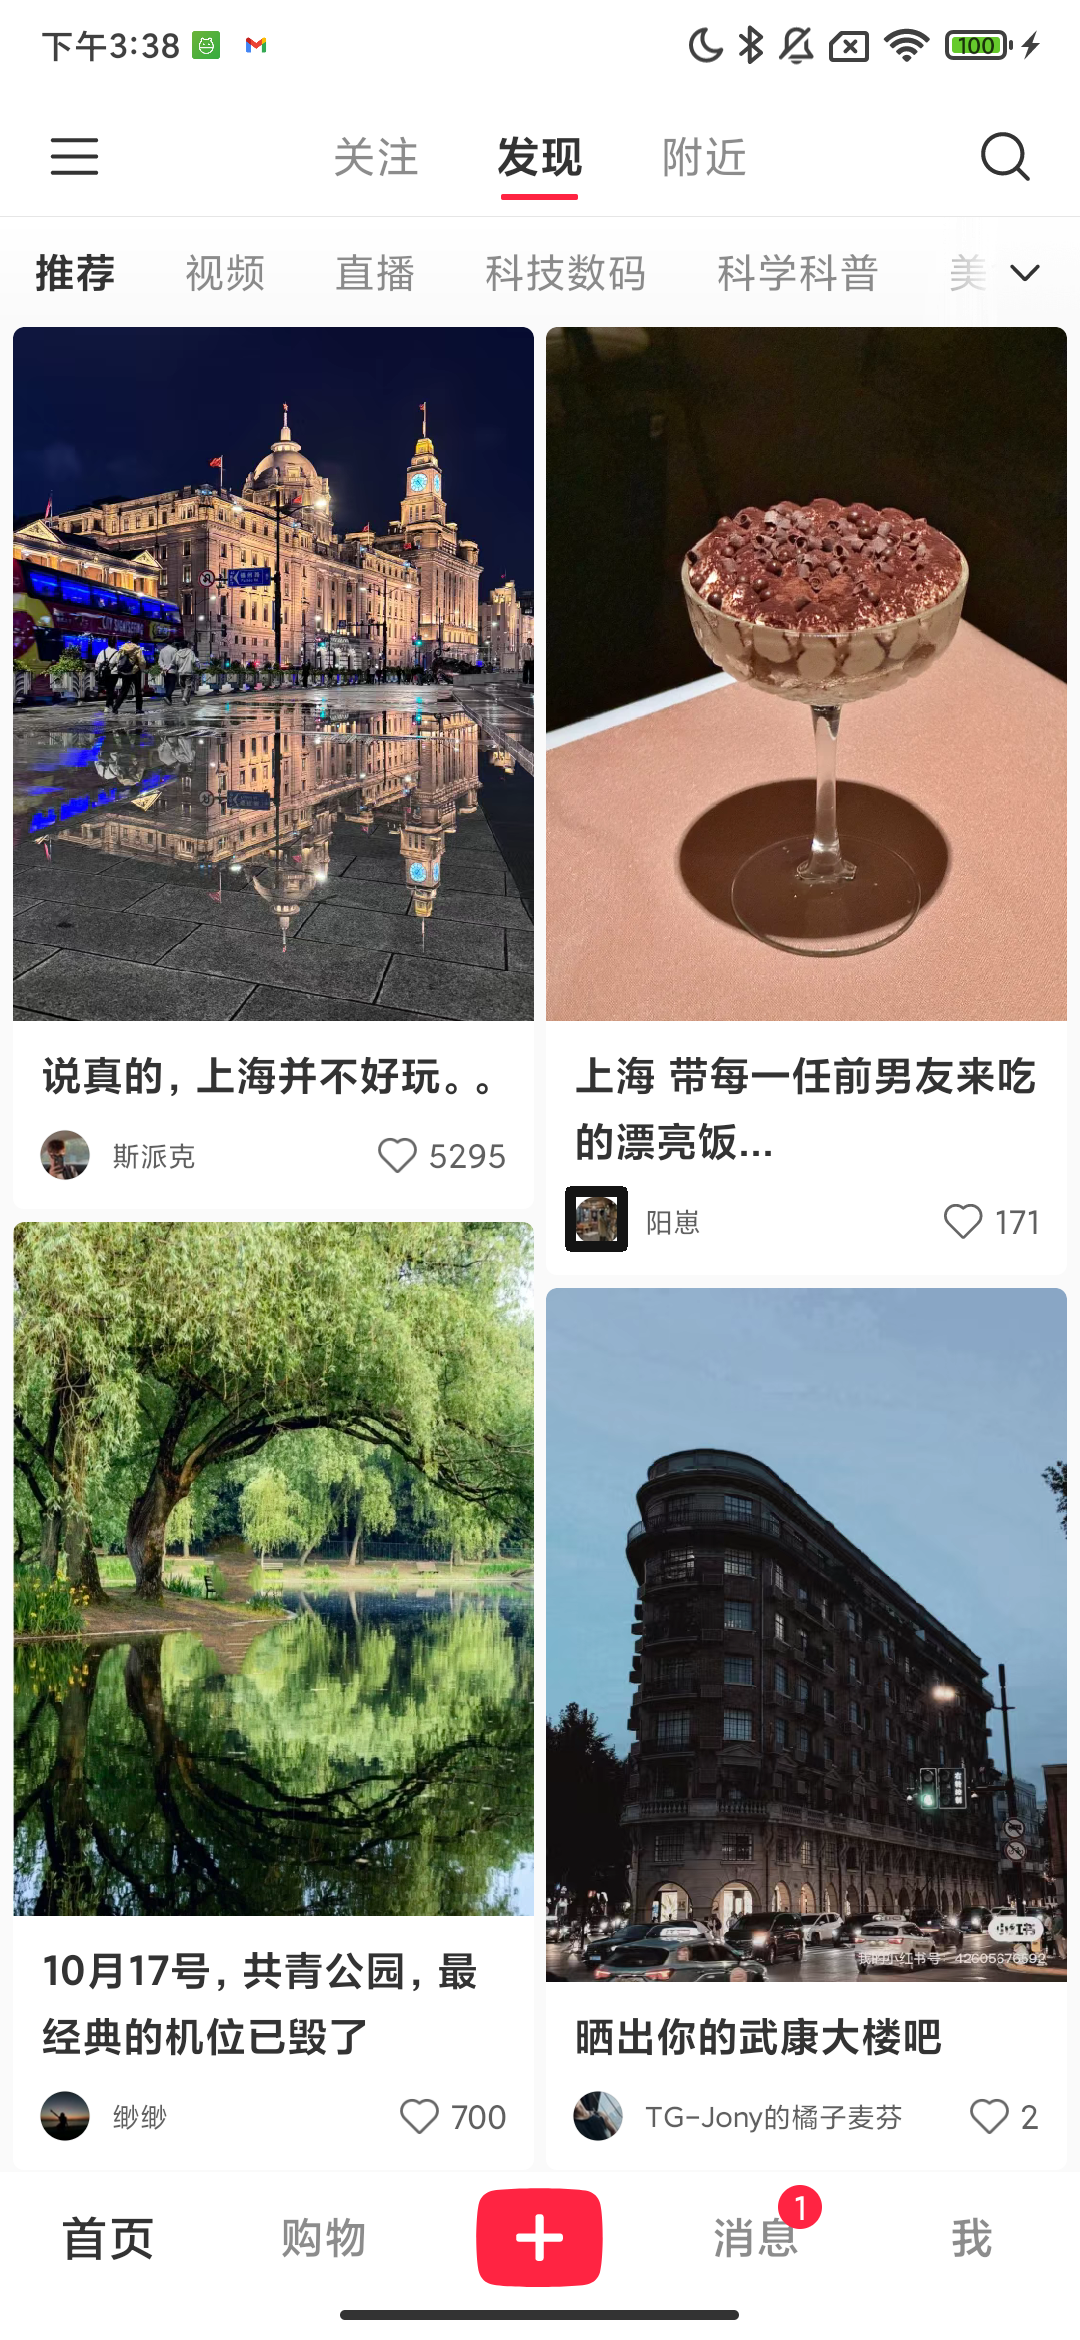 下午3:38
100
关注 发现 附近
推荐 视频 直播 科技数码 科学科普 美
CITY SIGHTSEEING
说真的，上海并不好玩。。
斯派克 5295
上海 带每一任前男友来吃
的漂亮饭...
阳崽 171
小红书
我的小红书号：42605676592
10月17号，共青公园，最
经典的机位已毁了
缈缈 700
晒出你的武康大楼吧
TG-Jony的橘子麦芬 2
首页 购物 消息 1 我